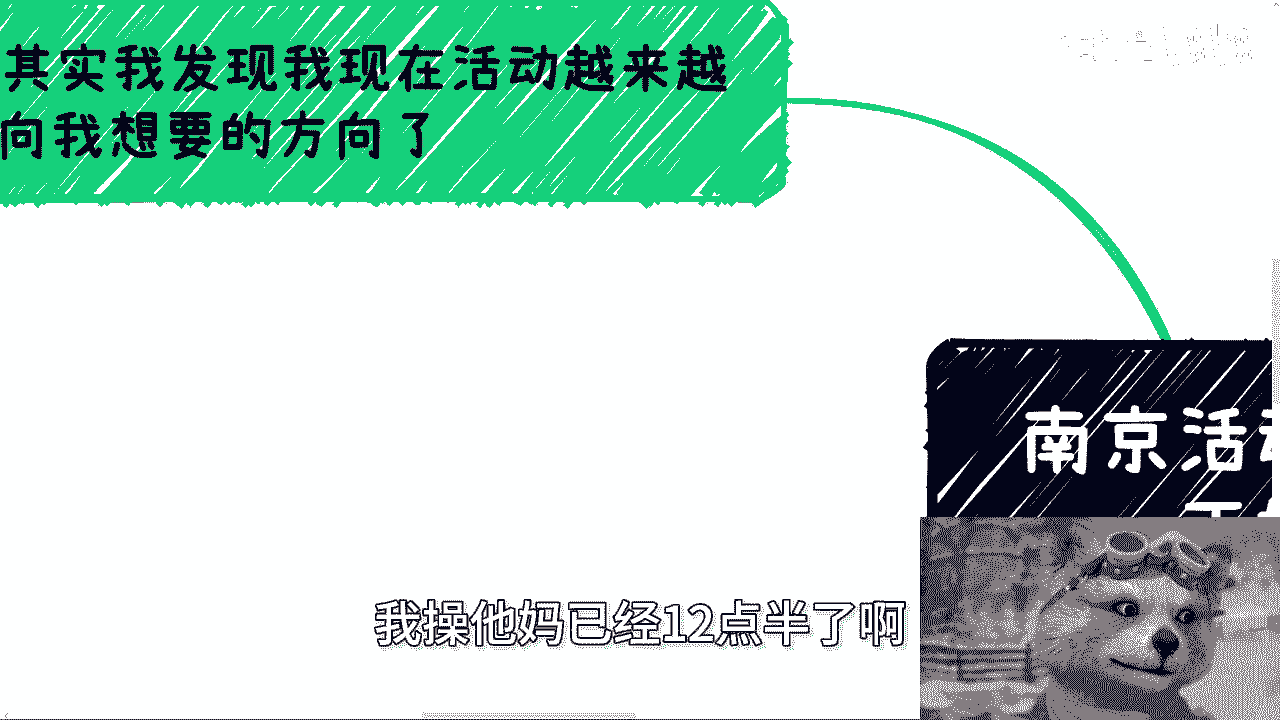 其实我发现我现在活动越来越
向我想要的方向了
南京活
我操他妈已经12点半了啊